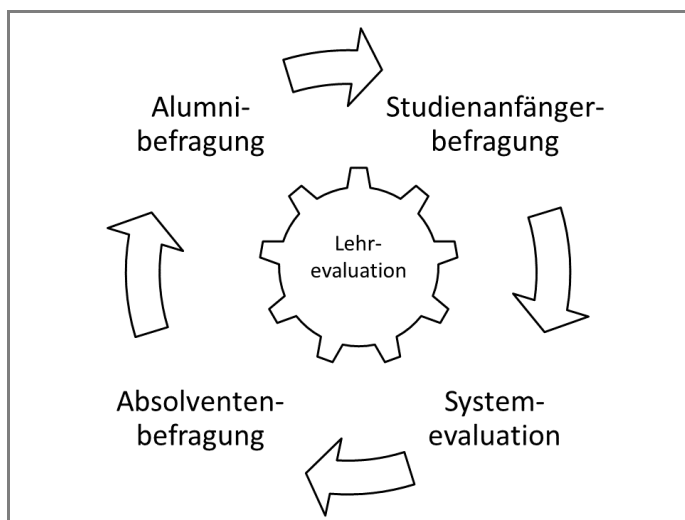 Alumni-
befragung
Studienanfänger-
befragung
Lehr-
evaluation
Absolventen-
befragung
System-
evaluation